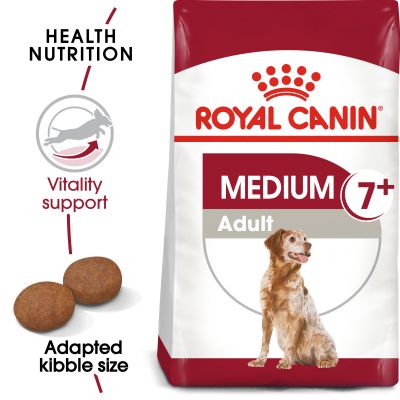 HEALTH
NUTRITION
Vitality
support
Adapted
kibble size
ROYAL CANIN
MEDIUM 7+
Adult